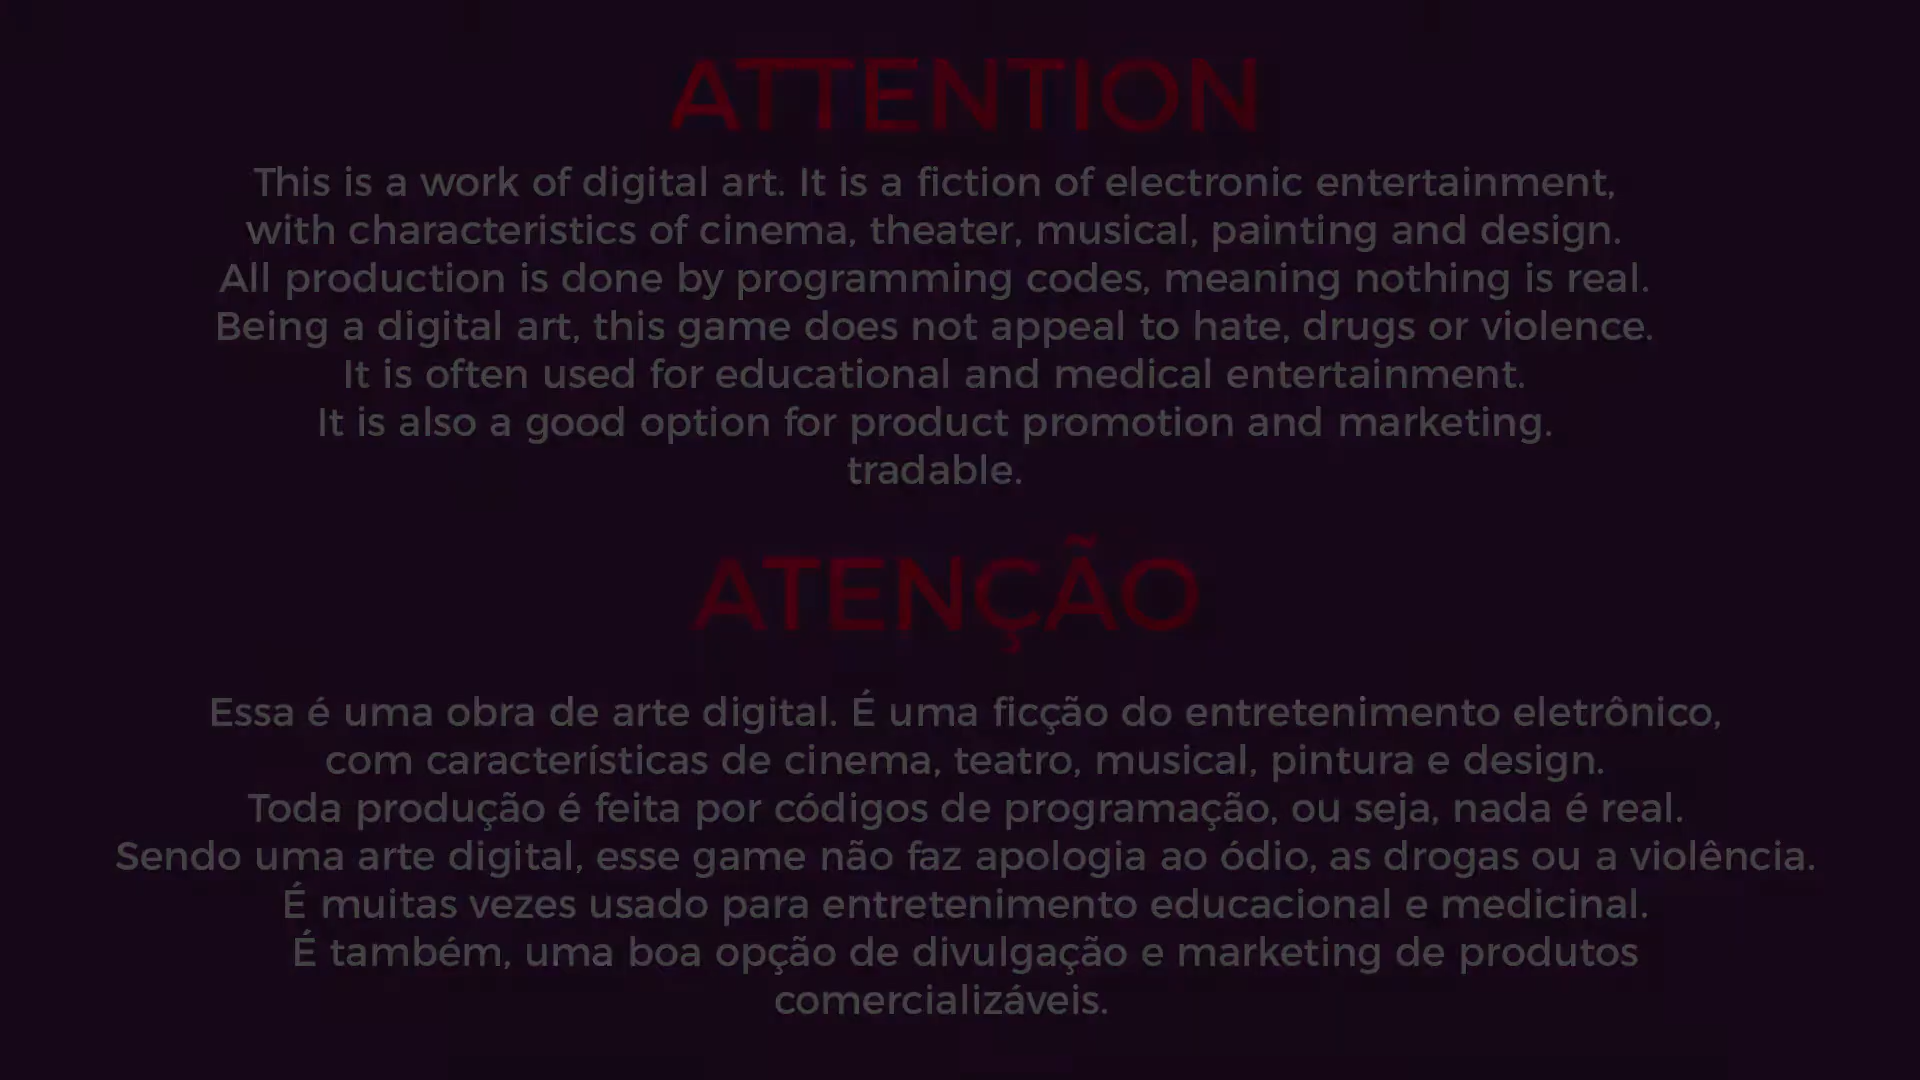 ATTENTION
This is a work of digital art. It is a fiction of electronic entertainment,
with characteristics of cinema, theater, musical, painting and design.
All production is done by programming codes, meaning nothing is real.
Being a digital art, this game does not appeal to hate, drugs or violence.
It is often used for educational and medical entertainment.
It is also a good option for product promotion and marketing.
tradable.
ATENÇÃO
Essa é uma obra de arte digital. É uma ficção do entretenimento eletrônico,
com características de cinema, teatro, musical, pintura e design.
Toda produção é feita por códigos de programação, ou seja, nada é real.
Sendo uma arte digital, esse game não faz apologia ao ódio, as drogas ou a violência.
É muitas vezes usado para entretenimento educacional e medicinal.
É também, uma boa opção de divulgação e marketing de produtos
comercializáveis.